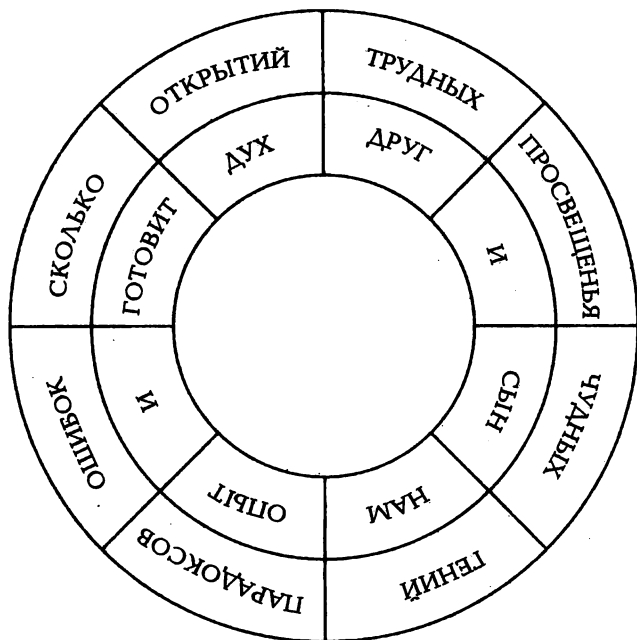 ОТКРЫТИЙ
ТРУДНЫХ
ПРОСВЕЩЕНЬЯ
ЧУДНЫХ
ГЕНИЙ
ПАРАДОКСОВ
ОШИБОК
СКОЛЬКО
ДУХ
ДРУГ
И
СЫН
НАМ
ОПЫТ
И
ГОТОВИТ